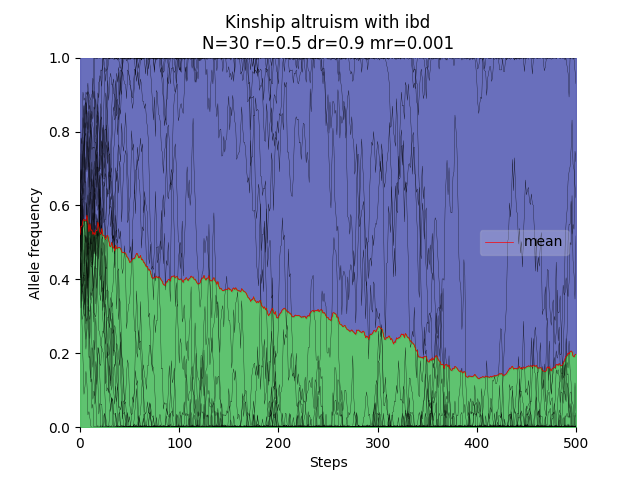 Kinship altruism with ibd
N=30 r=0.5 dr=0.9 mr=0.001
1.0
0.8
0.6
0.4
0.2
0.0
Allele frequency
mean
0 100 200 300 400 500
Steps